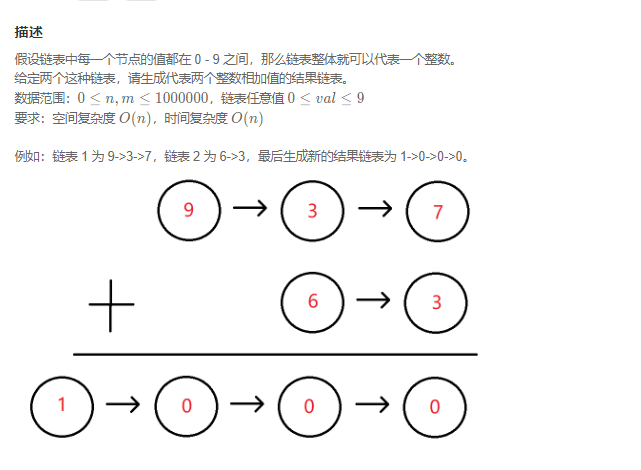 描述
假设链表中每一个节点的值都在 0 - 9 之间，那么链表整体就可以代表一个整数。
给定两个这种链表，请生成代表两个整数相加值的结果链表。
数据范围：0 ≤ n, m ≤ 1000000，链表任意值 0 ≤ val ≤ 9
要求：空间复杂度 O(n)，时间复杂度 O(n)
例如：链表 1 为 9->3->7，链表 2 为 6->3，最后生成新的结果链表为 1->0->0->0。
9 → 3 → 7
+ 6 → 3
1 → 0 → 0 → 0